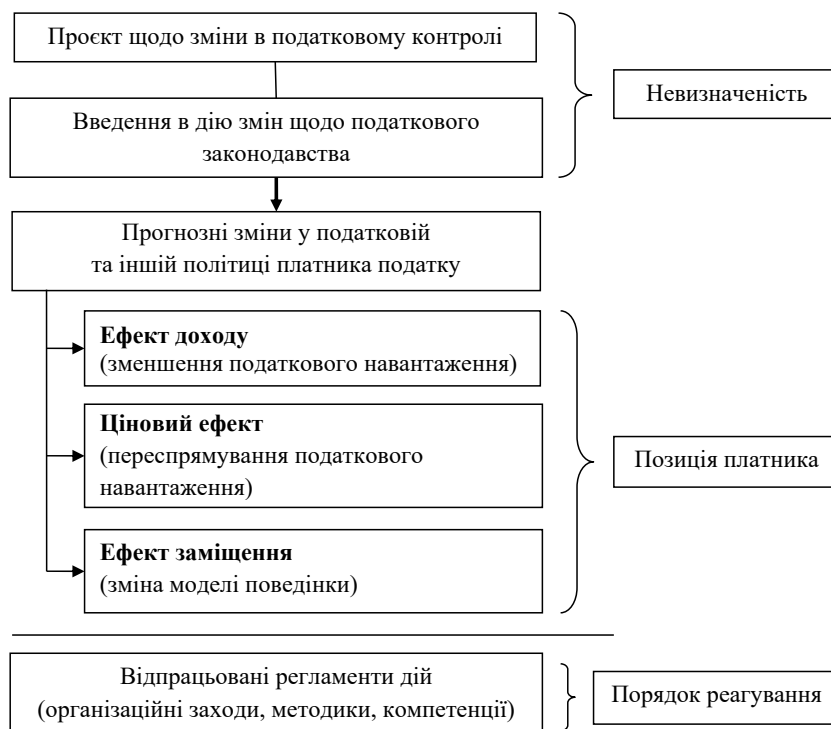 Проєкт щодо зміни в податковому контролі
Введення в дію змін щодо податкового
законодавства
Невизначеність
Прогнозні зміни у податковій
та іншій політиці платника податку
Ефект доходу
(зменшення податкового навантаження)
Ціновий ефект
(переспрямування податкового
навантаження)
Ефект заміщення
(зміна моделі поведінки)
Позиція платника
Відпрацьовані регламенти дій
(організаційні заходи, методики, компетенції)
Порядок реагування